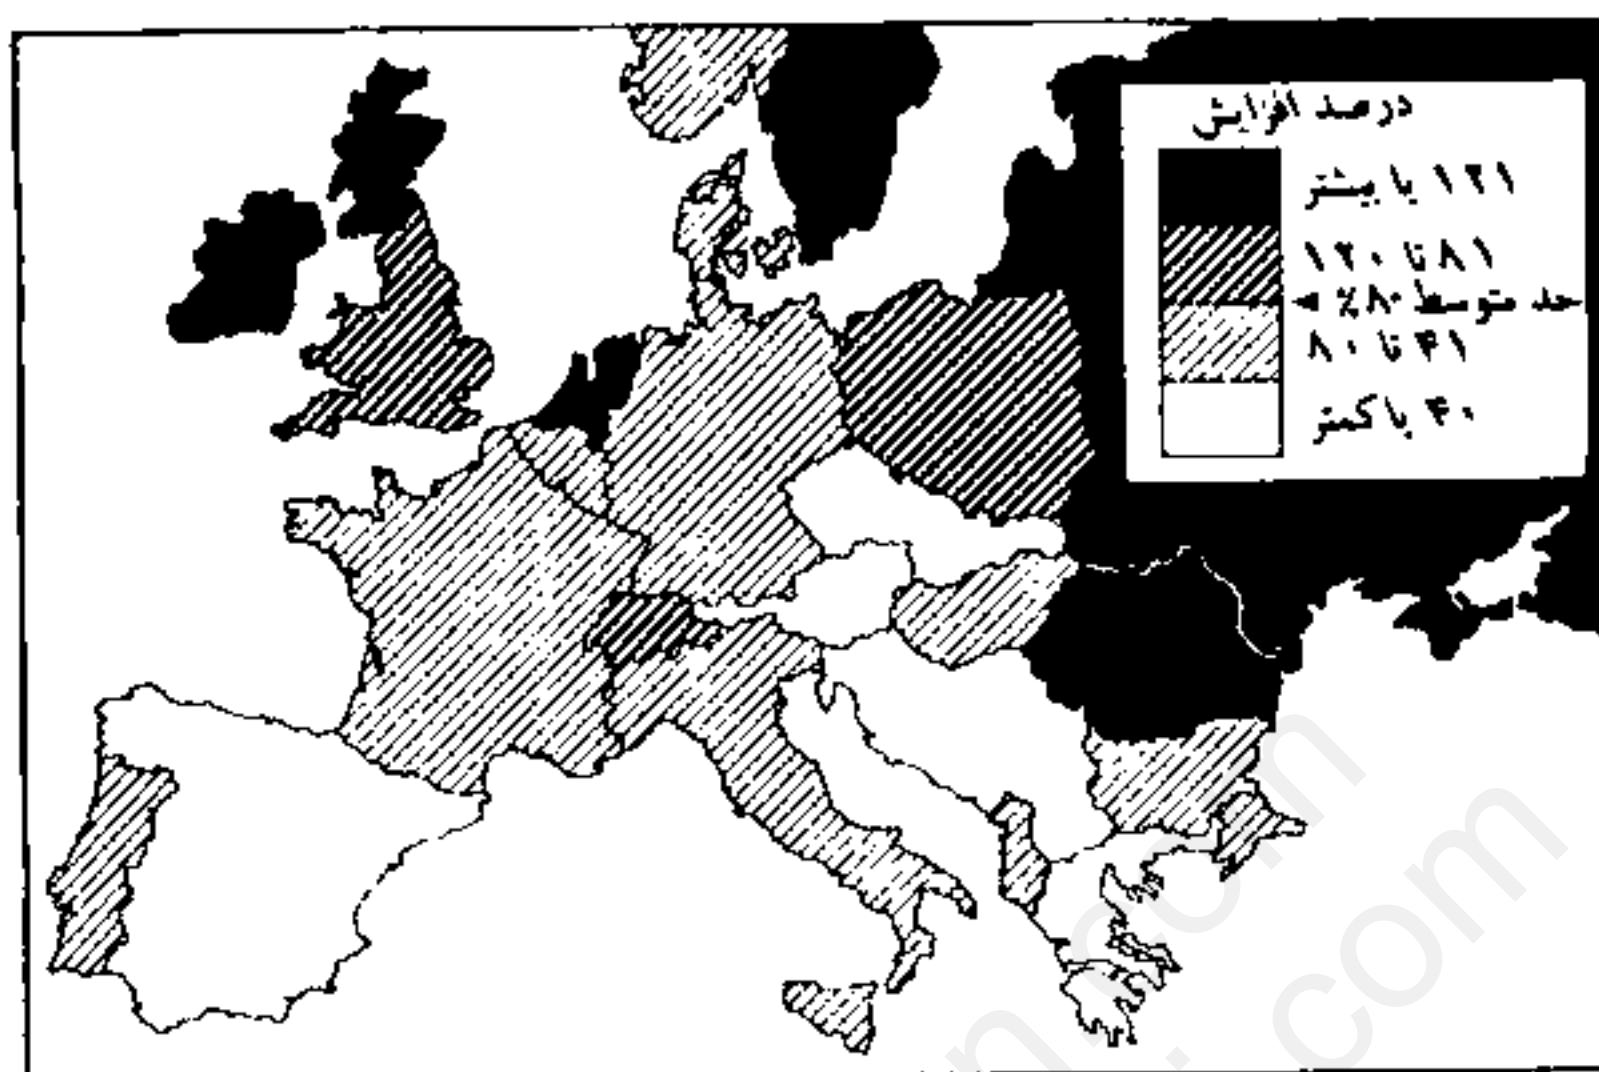 درصد افزایش
۱۲۱ یا بیشتر
۸۱ تا ۱۲۰
حد متوسط ۸۰٪
۴۱ تا ۸۰
۴۰ یا کمتر